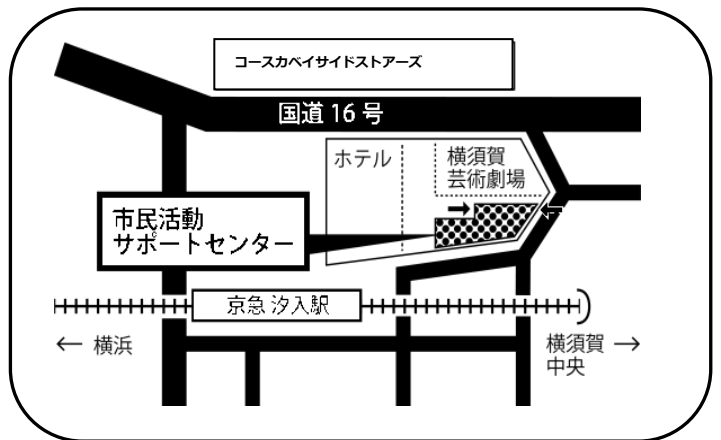 コースカベイサイドストアーズ
国道 16 号
ホテル
横須賀
芸術劇場
市民活動
サポートセンター
京急 汐入駅
← 横浜
横須賀 →
中央